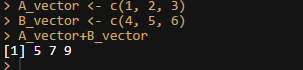 > A_vector <- c(1, 2, 3)
> B_vector <- c(4, 5, 6)
> A_vector+B_vector
[1] 5 7 9
>